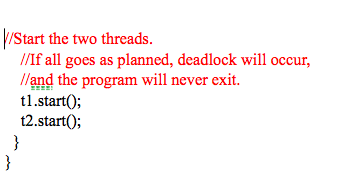 //Start the two threads.
//If all goes as planned, deadlock will occur,
//and the program will never exit.
t1.start();
t2.start();
}
}